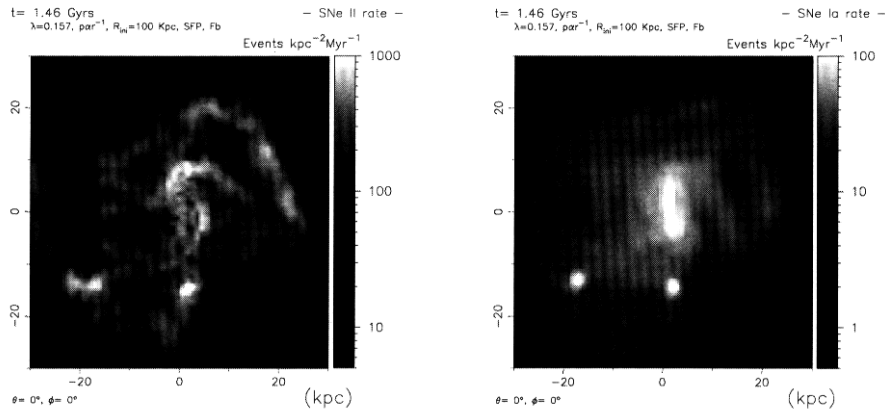 t= 1.46 Gyrs — SNe II rate —
λ=0.157, par⁻¹, R_ini=100 Kpc, SFP, Fb
Events kpc⁻²Myr⁻¹
1000
20
100
0
-20
10
-20 0 20 (kpc)
θ= 0°, φ= 0°
t= 1.46 Gyrs — SNe Ia rate —
λ=0.157, par⁻¹, R_ini=100 Kpc, SFP, Fb
Events kpc⁻²Myr⁻¹
100
20
10
0
-20
1
-20 0 20 (kpc)
θ= 0°, φ= 0°